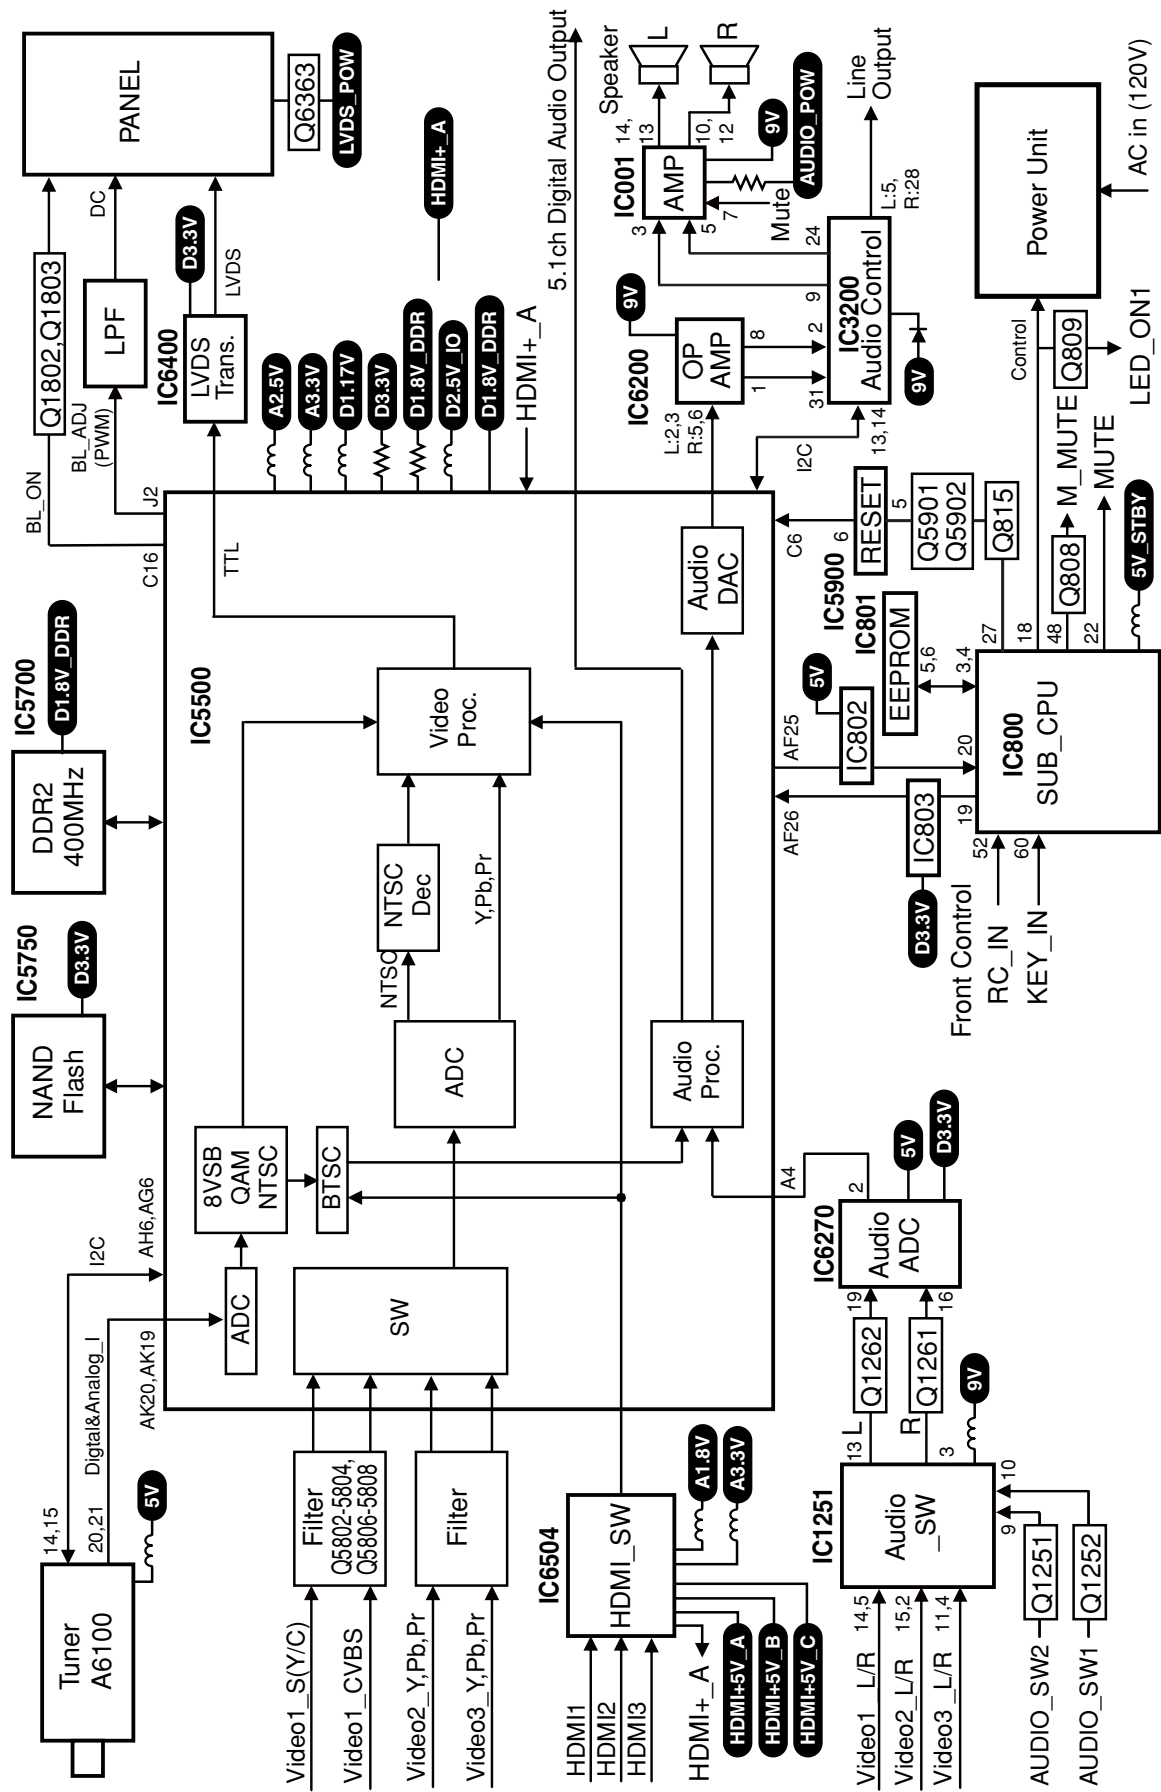 Tuner
A6100
14,15
20,21
5V
I2C
Digtal&Analog_I
AH6,AG6
AK20,AK19
IC5750
NAND
Flash
D3.3V
IC5700
DDR2
400MHz
D1.8V_DDR
BL_ON
C16
BL_ADJ
(PWM)
J2
Q1802,Q1803
LPF
DC
PANEL
Q6363
LVDS_POW
IC6400
LVDS
Trans.
D3.3V
LVDS
TTL
IC5500
ADC
8VSB
QAM
NTSC
BTSC
SW
ADC
NTSC
NTSC
Dec
Y,Pb,Pr
Video
Proc.
Audio
Proc.
Audio
DAC
A2.5V
A3.3V
D1.17V
D3.3V
D1.8V_DDR
D2.5V_IO
D1.8V_DDR
HDMI+_A
HDMI+_A
5.1ch Digital Audio Output
Video1_S(Y/C)
Video1_CVBS
Filter
Q5802-5804,
Q5806-5808
Video2_Y,Pb,Pr
Video3_Y,Pb,Pr
Filter
HDMI1
HDMI2
HDMI3
IC6504
HDMI_SW
A1.8V
A3.3V
HDMI+_A
HDMI+5V_A
HDMI+5V_B
HDMI+5V_C
Video1 _L/R
14,5
Video2_L/R
15,2
Video3 _L/R
11,4
AUDIO_SW2
AUDIO_SW1
Q1251
Q1252
9
10
IC1251
Audio
_SW
13
L
R
3
9V
Q1262
Q1261
19
16
IC6270
Audio
ADC
2
A4
5V
D3.3V
Front Control
RC_IN
KEY_IN
52
60
D3.3V
IC803
19
AF26
AF25
5V
IC802
20
IC800
SUB_CPU
IC801
EEPROM
5,6
3,4
IC5900
RESET
C6
6
5
Q5901
Q5902
Q815
27
18
48
22
Q808
M_MUTE
MUTE
5V_STBY
Control
Q809
LED_ON1
Power Unit
AC in (120V)
L:2,3
R:5,6
IC6200
OP
AMP
9V
1
8
31
2
I2C
13,14
IC3200
Audio Control
9V
9
24
L:5,
R:28
Line
Output
IC001
AMP
3
5
7
Mute
14,
13
10,
12
9V
AUDIO_POW
Speaker
L
R